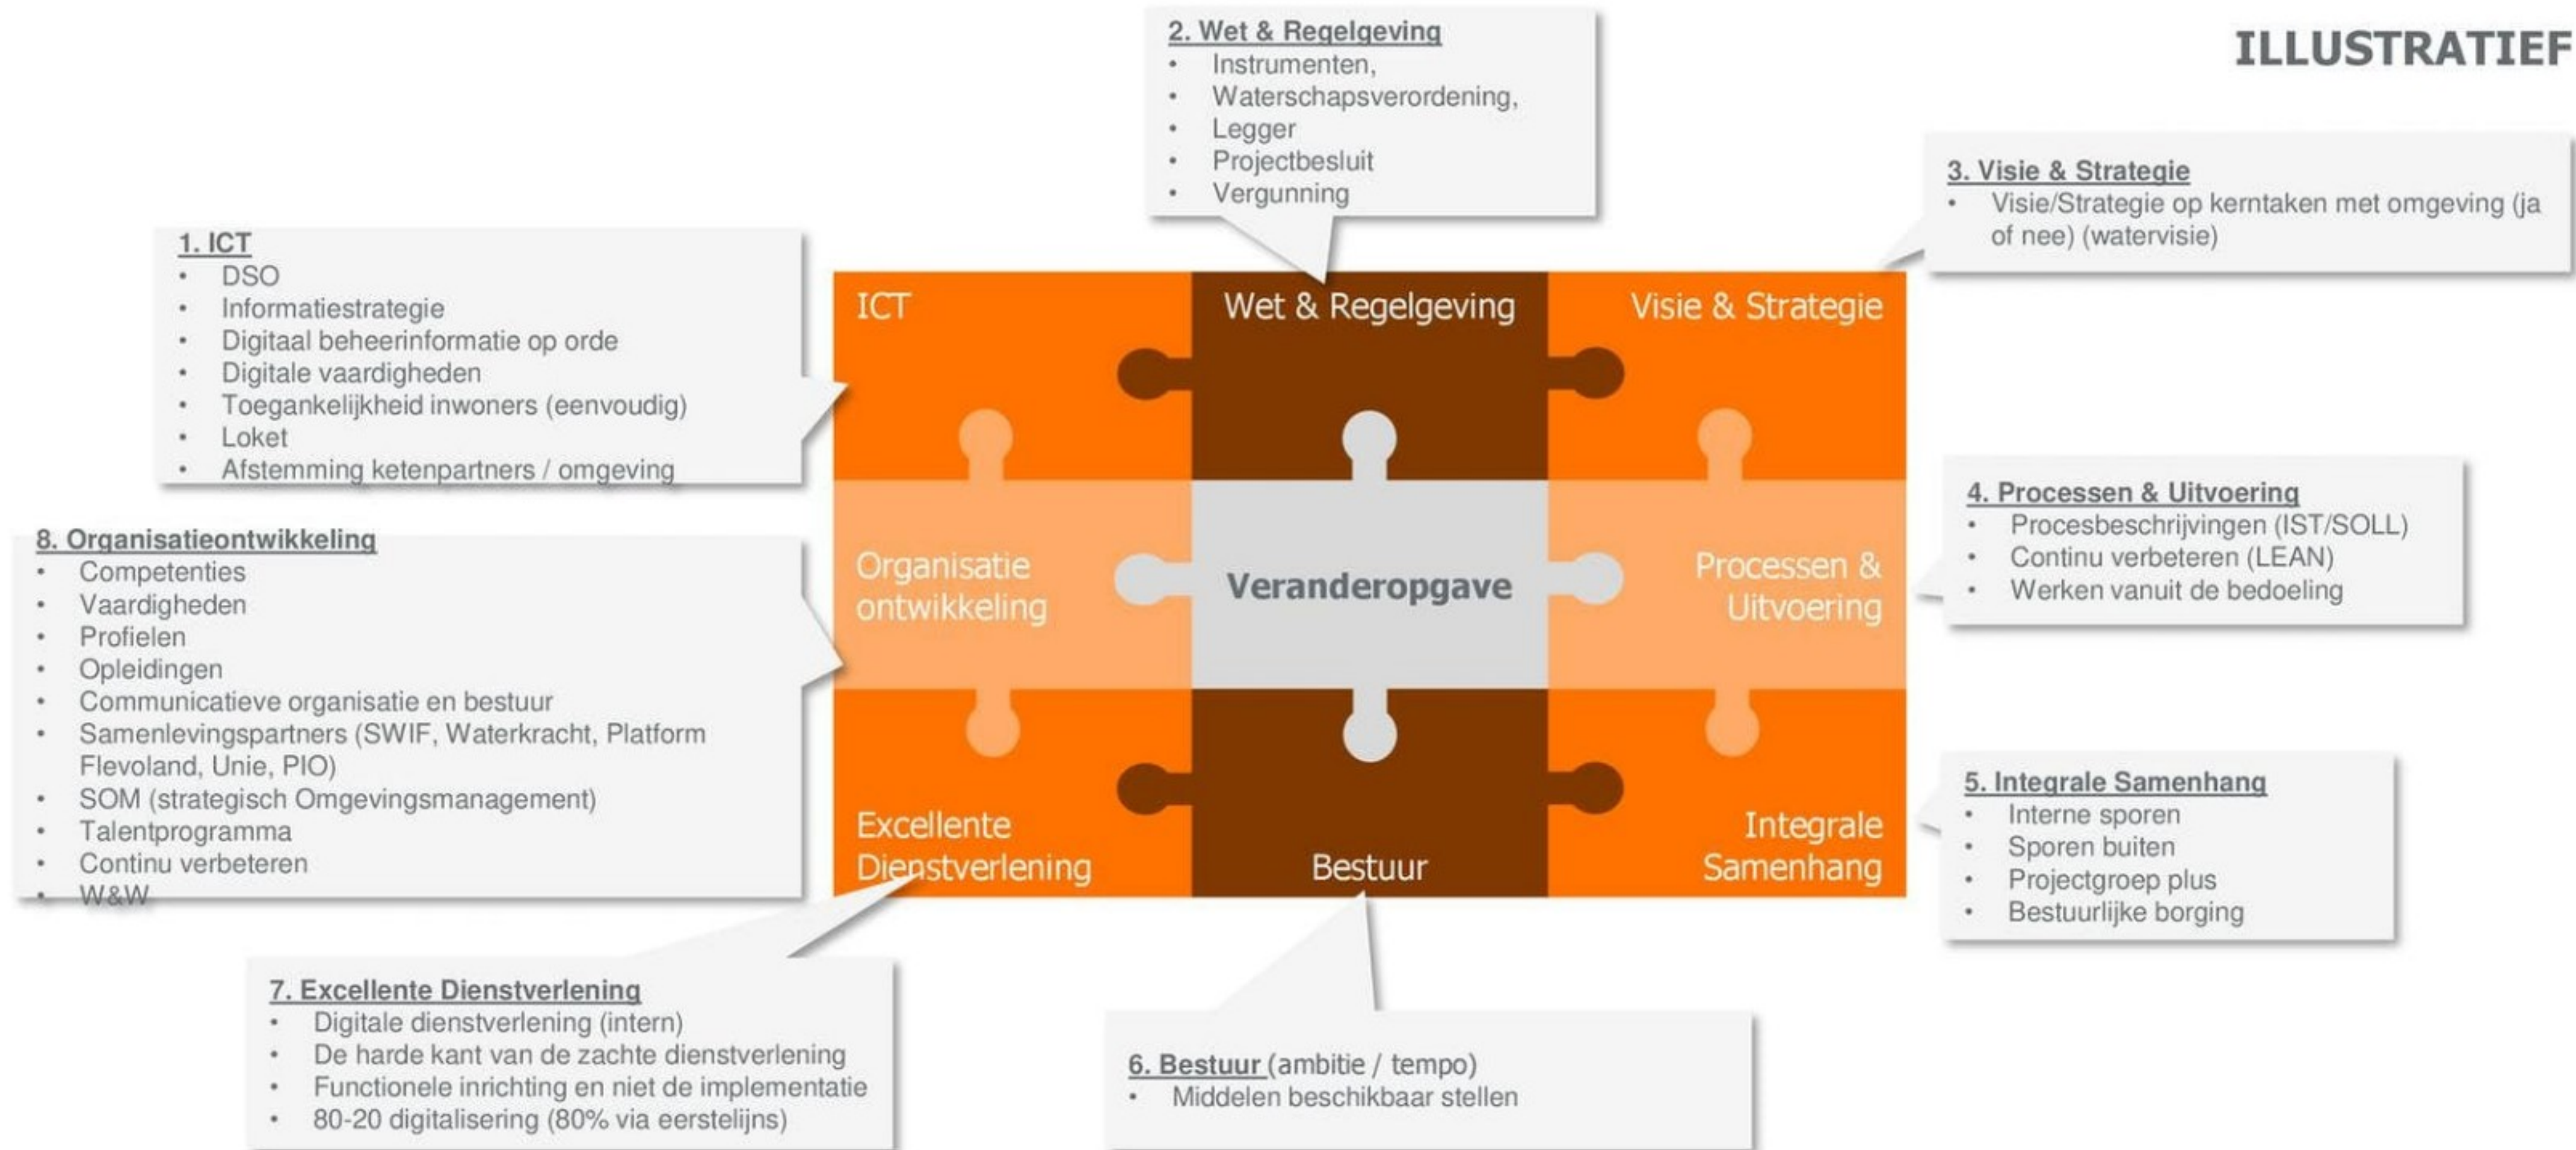 ILLUSTRATIEF
1. ICT
• DSO
• Informatiestrategie
• Digitaal beheerinformatie op orde
• Digitale vaardigheden
• Toegankelijkheid inwoners (eenvoudig)
• Loket
• Afstemming ketenpartners / omgeving
2. Wet & Regelgeving
• Instrumenten,
• Waterschapsverordening,
• Legger
• Projectbesluit
• Vergunning
3. Visie & Strategie
• Visie/Strategie op kerntaken met omgeving (ja
of nee) (watervisie)
4. Processen & Uitvoering
• Procesbeschrijvingen (IST/SOLL)
• Continu verbeteren (LEAN)
• Werken vanuit de bedoeling
5. Integrale Samenhang
• Interne sporen
• Sporen buiten
• Projectgroep plus
• Bestuurlijke borging
6. Bestuur (ambitie / tempo)
• Middelen beschikbaar stellen
7. Excellente Dienstverlening
• Digitale dienstverlening (intern)
• De harde kant van de zachte dienstverlening
• Functionele inrichting en niet de implementatie
• 80-20 digitalisering (80% via eerstelijns)
8. Organisatieontwikkeling
• Competenties
• Vaardigheden
• Profielen
• Opleidingen
• Communicatieve organisatie en bestuur
• Samenlevingspartners (SWIF, Waterkracht, Platform
Flevoland, Unie, PIO)
• SOM (strategisch Omgevingsmanagement)
• Talentprogramma
• Continu verbeteren
• W&W
ICT
Wet & Regelgeving
Visie & Strategie
Organisatie
ontwikkeling
Veranderopgave
Processen &
Uitvoering
Excellente
Dienstverlening
Bestuur
Integrale
Samenhang